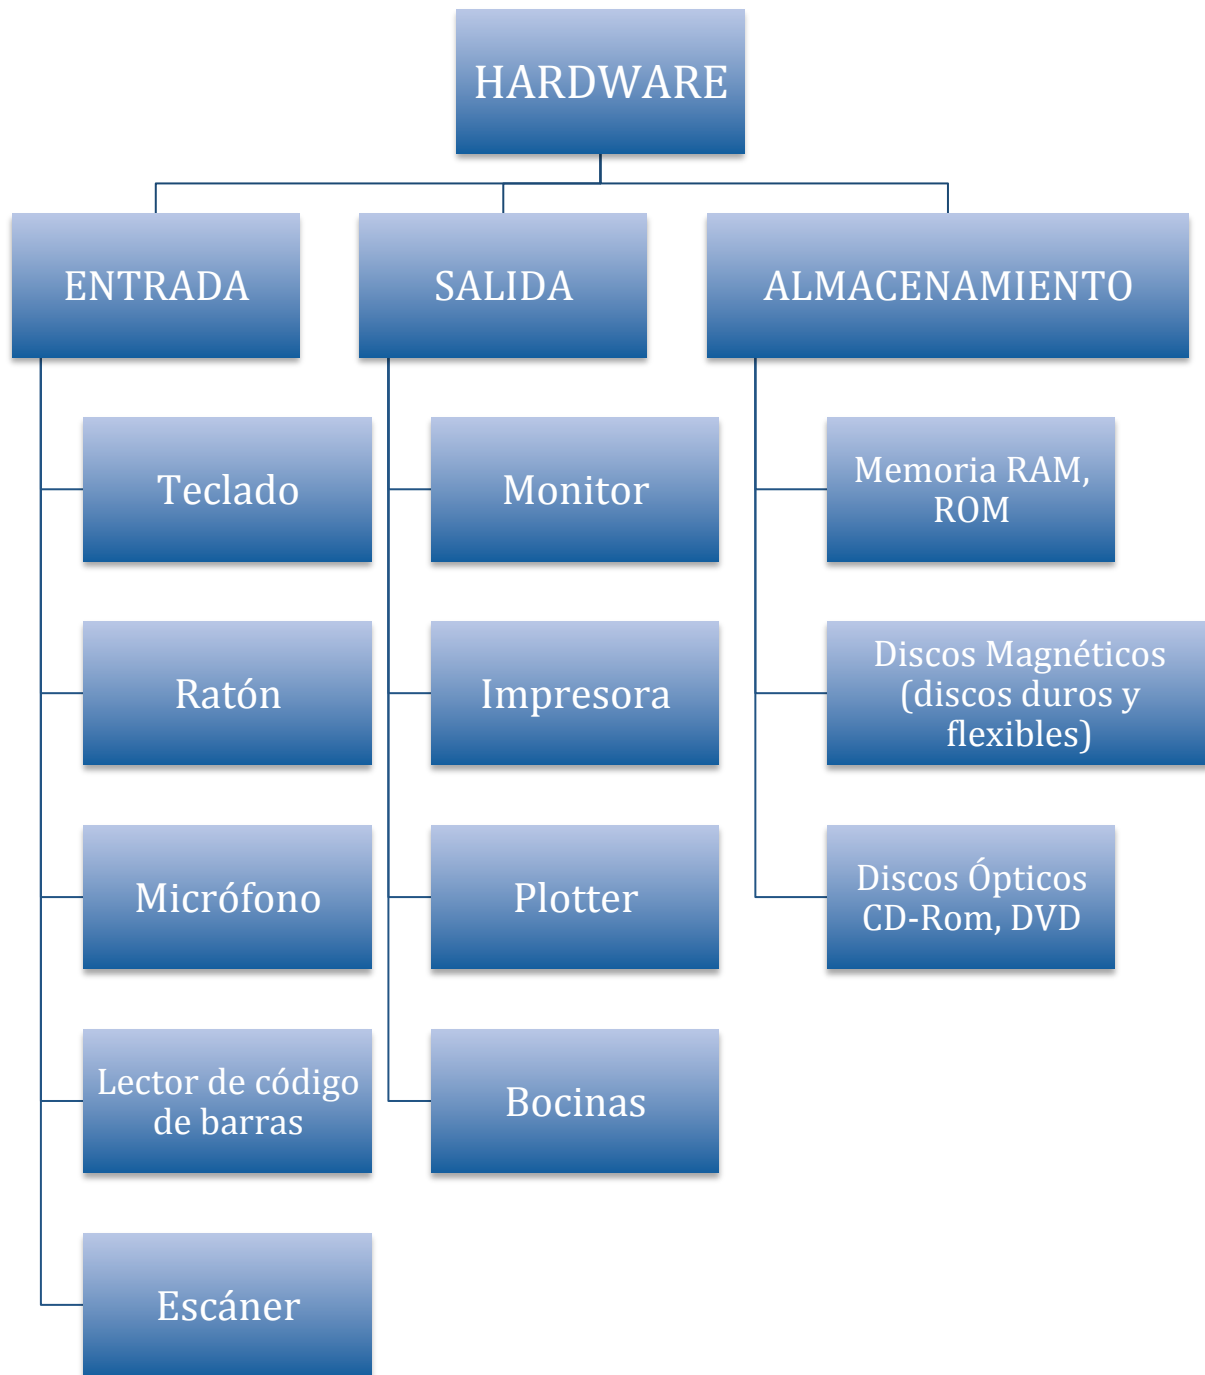 HARDWARE
ENTRADA
SALIDA
ALMACENAMIENTO
Teclado
Monitor
Memoria RAM,
ROM
Ratón
Impresora
Discos Magnéticos
(discos duros y
flexibles)
Micrófono
Plotter
Discos Ópticos
CD-Rom, DVD
Lector de código
de barras
Bocinas
Escáner